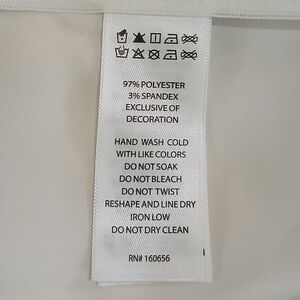 97% POLYESTER
3% SPANDEX
EXCLUSIVE OF
DECORATION
HAND WASH COLD
WITH LIKE COLORS
DO NOT SOAK
DO NOT BLEACH
DO NOT TWIST
RESHAPE AND LINE DRY
IRON LOW
DO NOT DRY CLEAN
RN# 160656